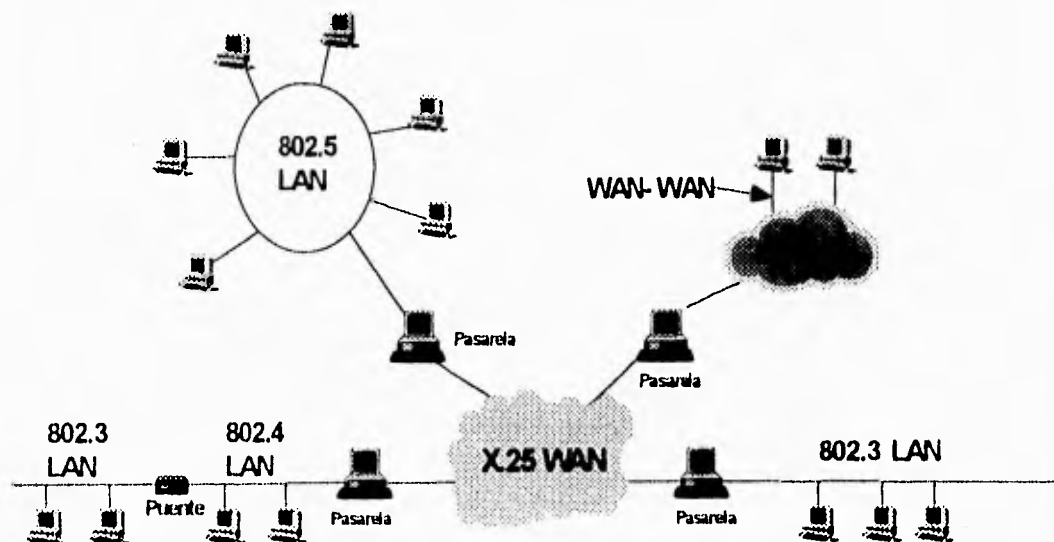 802.5
LAN
WAN-WAN
Pasarela
Pasarela
802.3
LAN
802.4
LAN
X.25 WAN
802.3 LAN
Puente
Pasarela
Pasarela